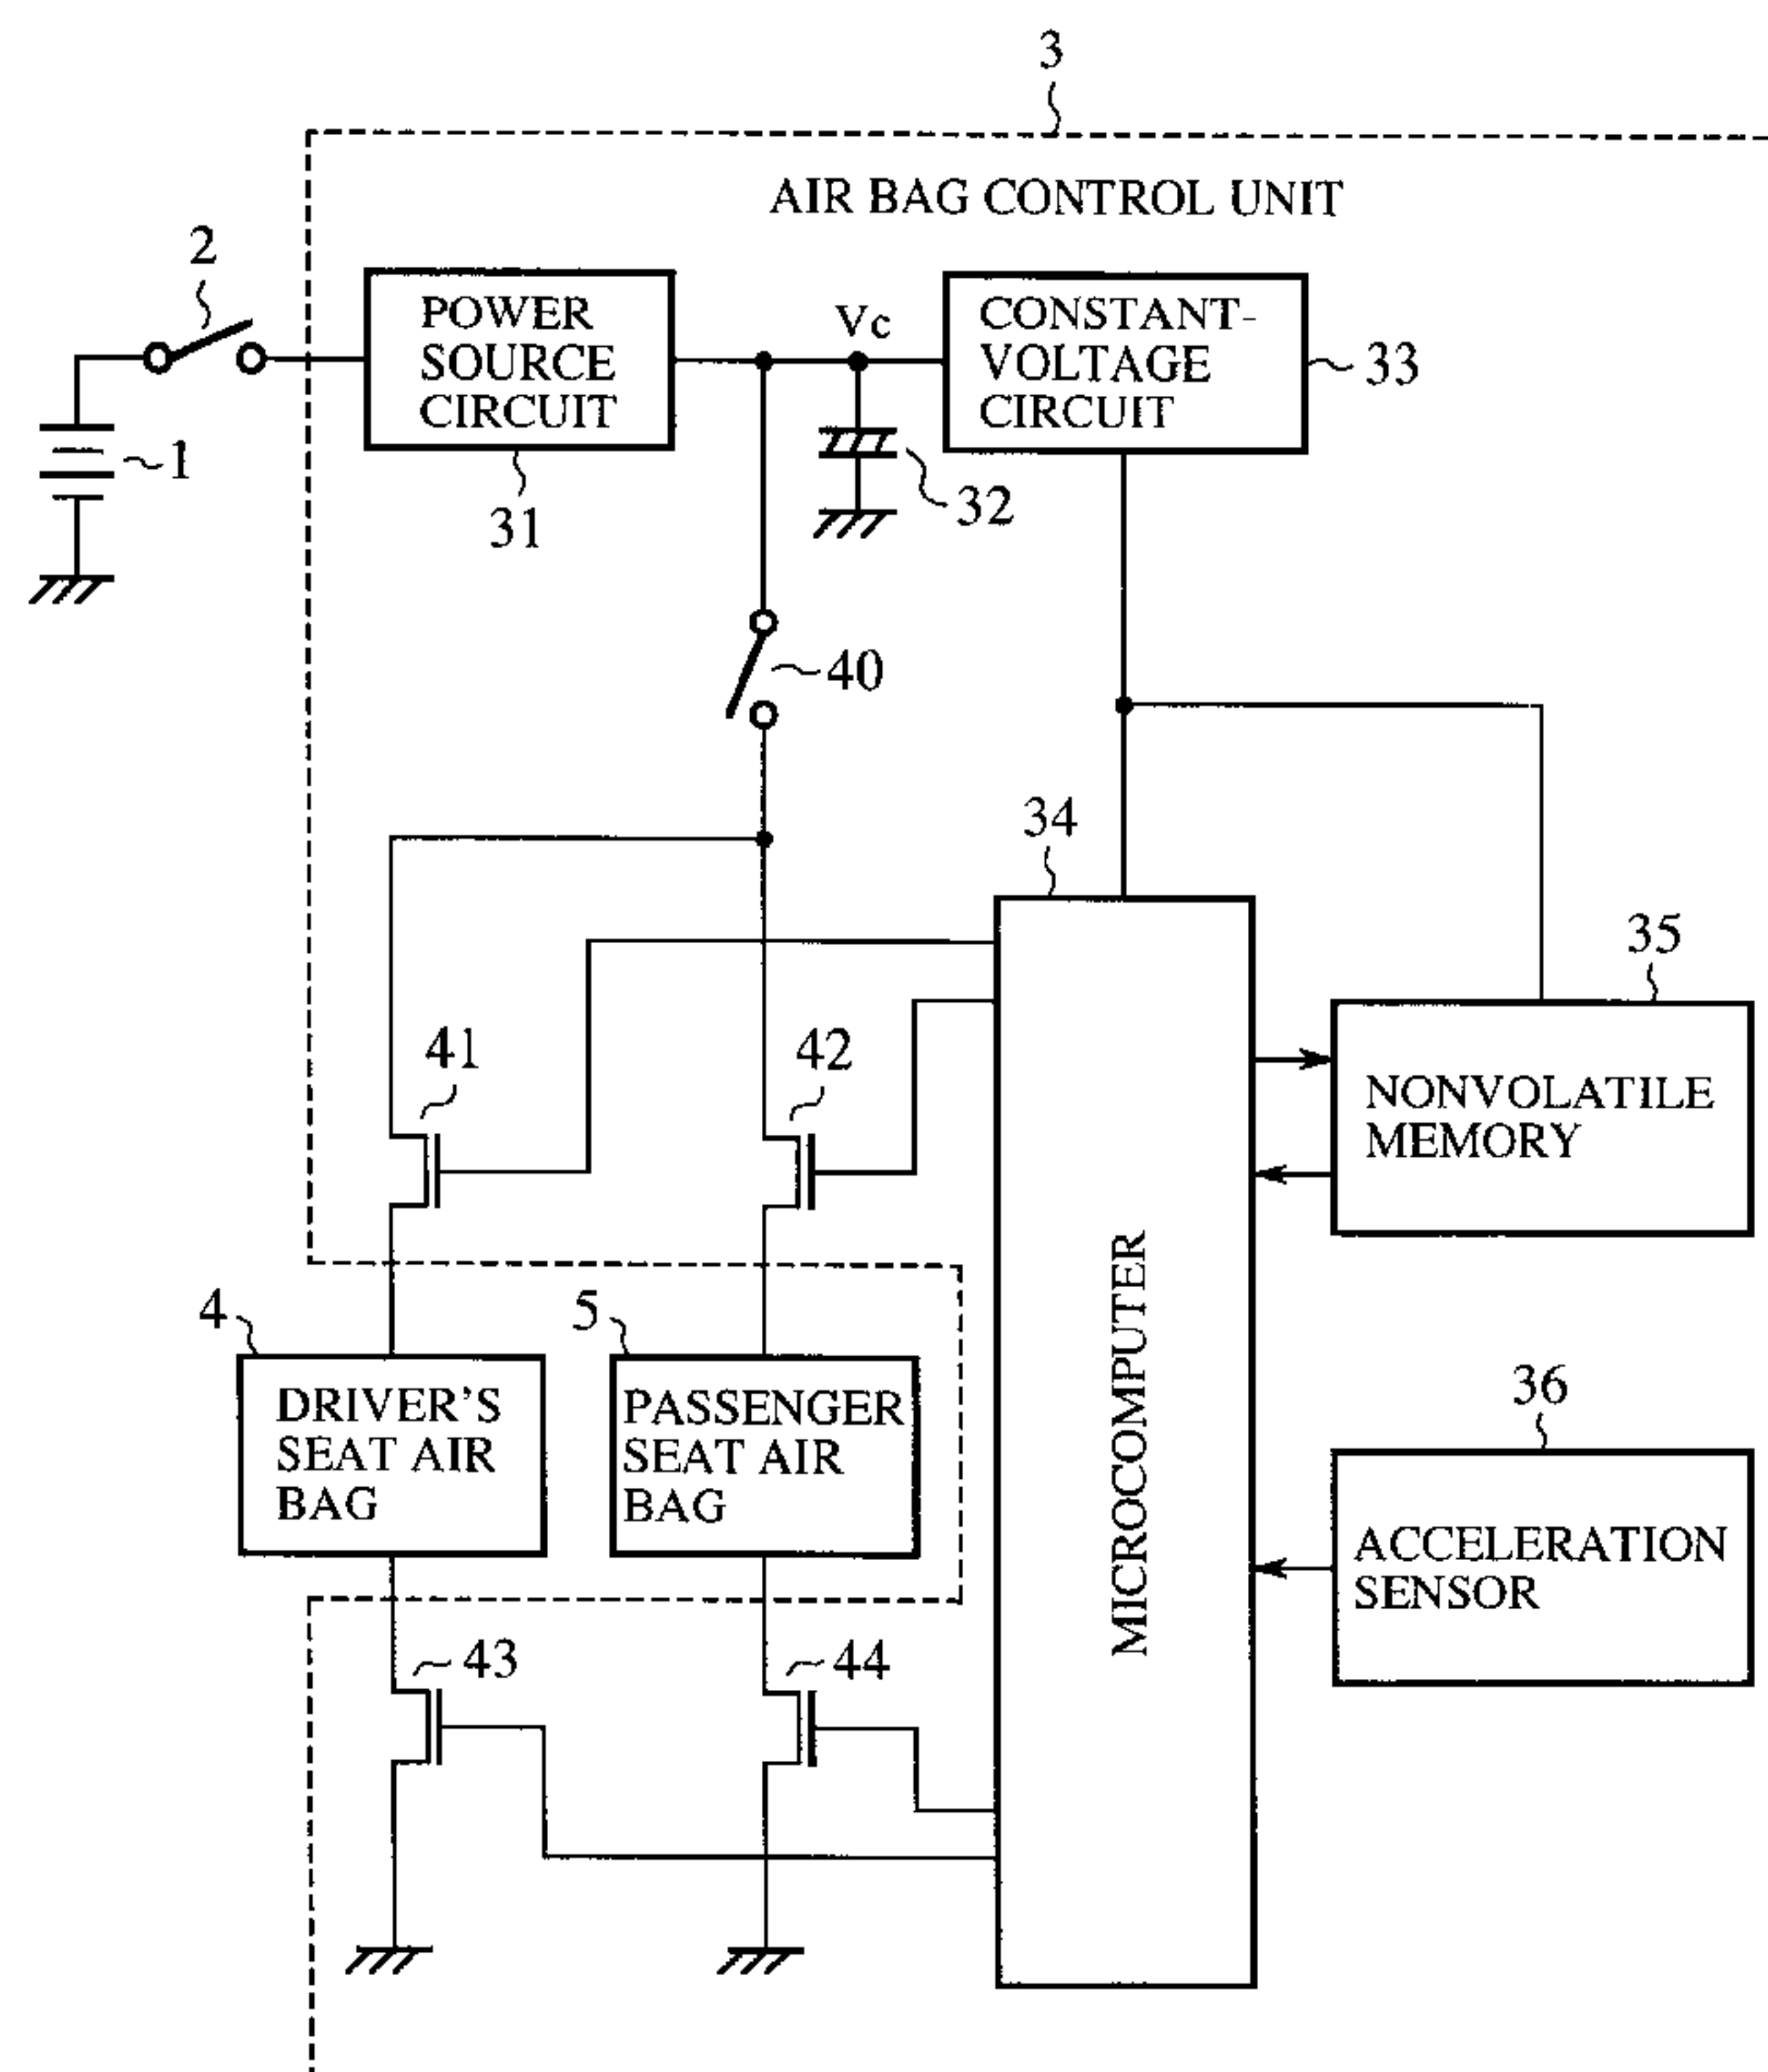 3
AIR BAG CONTROL UNIT
2
POWER
SOURCE
CIRCUIT
Vc
CONSTANT-
VOLTAGE
CIRCUIT
33
1
31
32
40
34
35
41
42
NONVOLATILE
MEMORY
4
5
MICROCOMPUTER
36
DRIVER'S
SEAT AIR
BAG
PASSENGER
SEAT AIR
BAG
ACCELERATION
SENSOR
43
44